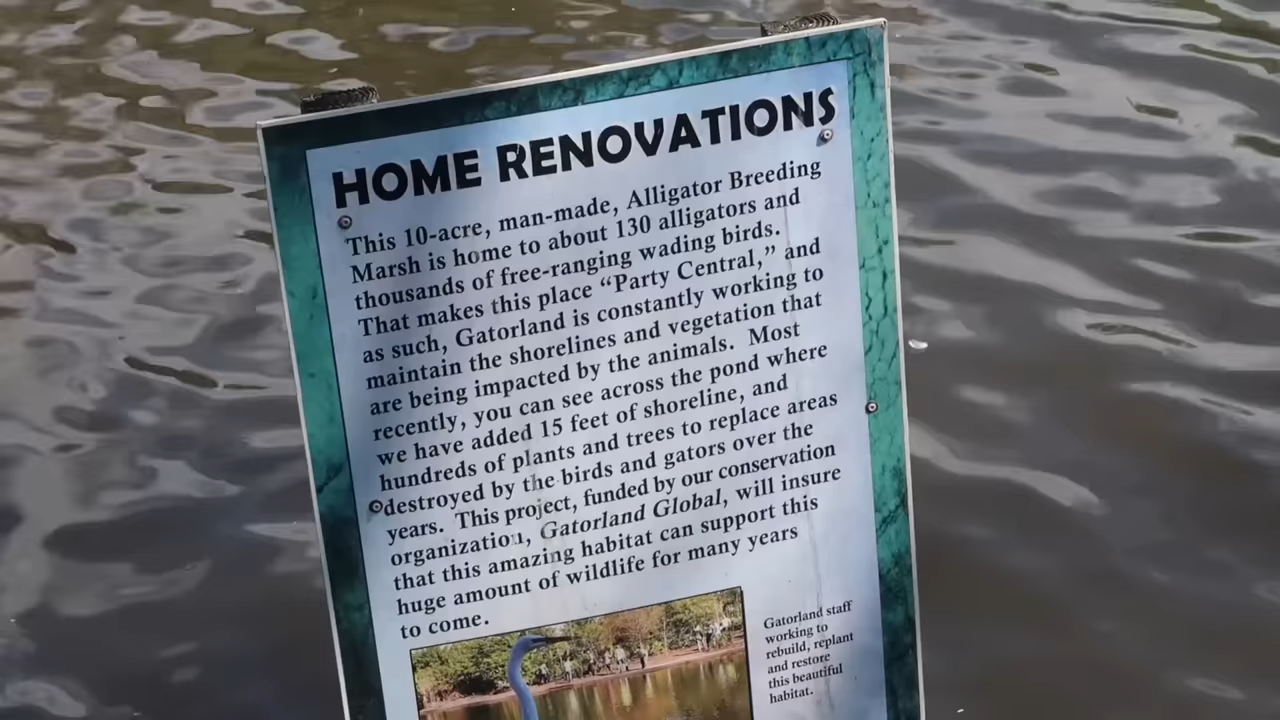 HOME RENOVATIONS
This 10-acre, man-made, Alligator Breeding
Marsh is home to about 130 alligators and
thousands of free-ranging wading birds.
That makes this place “Party Central,” and
as such, Gatorland is constantly working to
maintain the shorelines and vegetation that
are being impacted by the animals. Most
recently, you can see across the pond where
we have added 15 feet of shoreline, and
hundreds of plants and trees to replace areas
destroyed by the birds and gators over the
years. This project, funded by our conservation
organization, Gatorland Global, will insure
that this amazing habitat can support this
huge amount of wildlife for many years
to come.
Gatorland staff
working to
rebuild, replant
and restore
this beautiful
habitat.